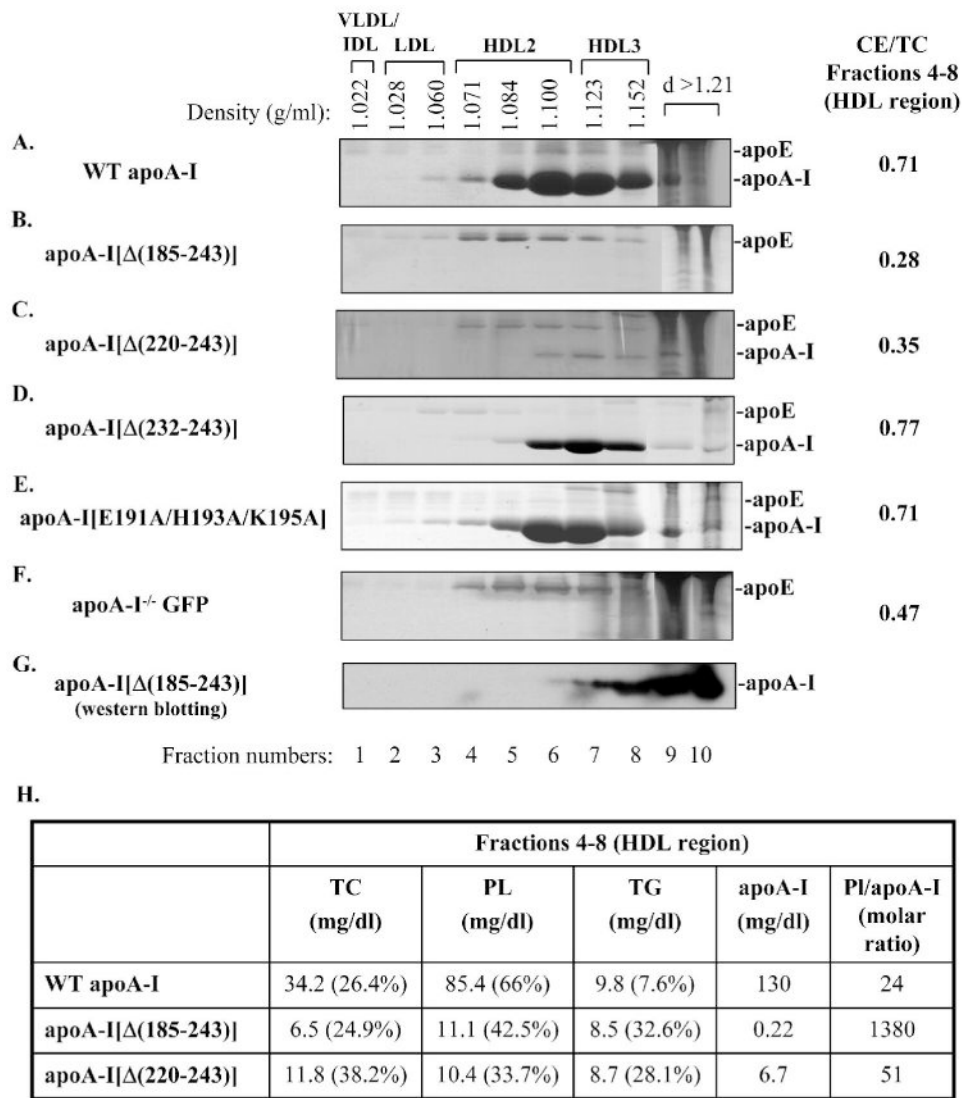 VLDL/
IDL LDL HDL2 HDL3
CE/TC
Fractions 4-8
(HDL region)
Density (g/ml): 1.022 1.028 1.060 1.071 1.084 1.100 1.123 1.152 d >1.21
A.
WT apoA-I
-apoE
-apoA-I
0.71
B.
apoA-I[Δ(185-243)]
-apoE
0.28
C.
apoA-I[Δ(220-243)]
-apoE
-apoA-I
0.35
D.
apoA-I[Δ(232-243)]
-apoE
-apoA-I
0.77
E.
apoA-I[E191A/H193A/K195A]
-apoE
-apoA-I
0.71
F.
apoA-I-/- GFP
-apoE
0.47
G.
apoA-I[Δ(185-243)]
(western blotting)
-apoA-I
Fraction numbers: 1 2 3 4 5 6 7 8 9 10
H.
Fractions 4-8 (HDL region)
TC (mg/dl) PL (mg/dl) TG (mg/dl) apoA-I (mg/dl) Pl/apoA-I (molar ratio)
WT apoA-I 34.2 (26.4%) 85.4 (66%) 9.8 (7.6%) 130 24
apoA-I[Δ(185-243)] 6.5 (24.9%) 11.1 (42.5%) 8.5 (32.6%) 0.22 1380
apoA-I[Δ(220-243)] 11.8 (38.2%) 10.4 (33.7%) 8.7 (28.1%) 6.7 51